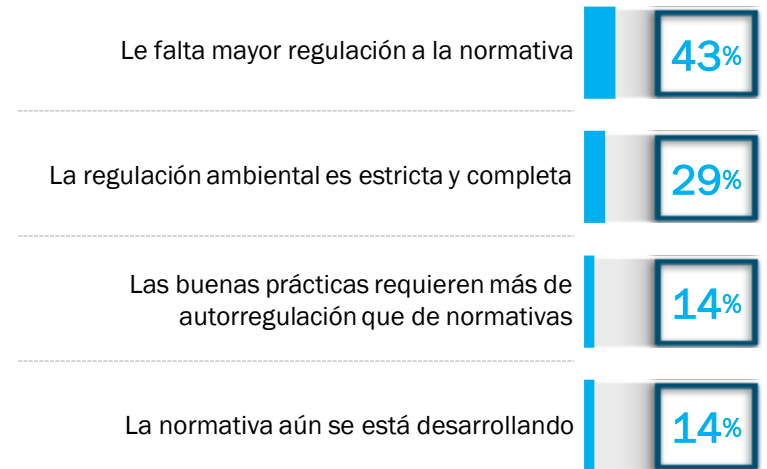 Le falta mayor regulación a la normativa
43%
La regulación ambiental es estricta y completa
29%
Las buenas prácticas requieren más de
autorregulación que de normativas
14%
La normativa aún se está desarrollando
14%